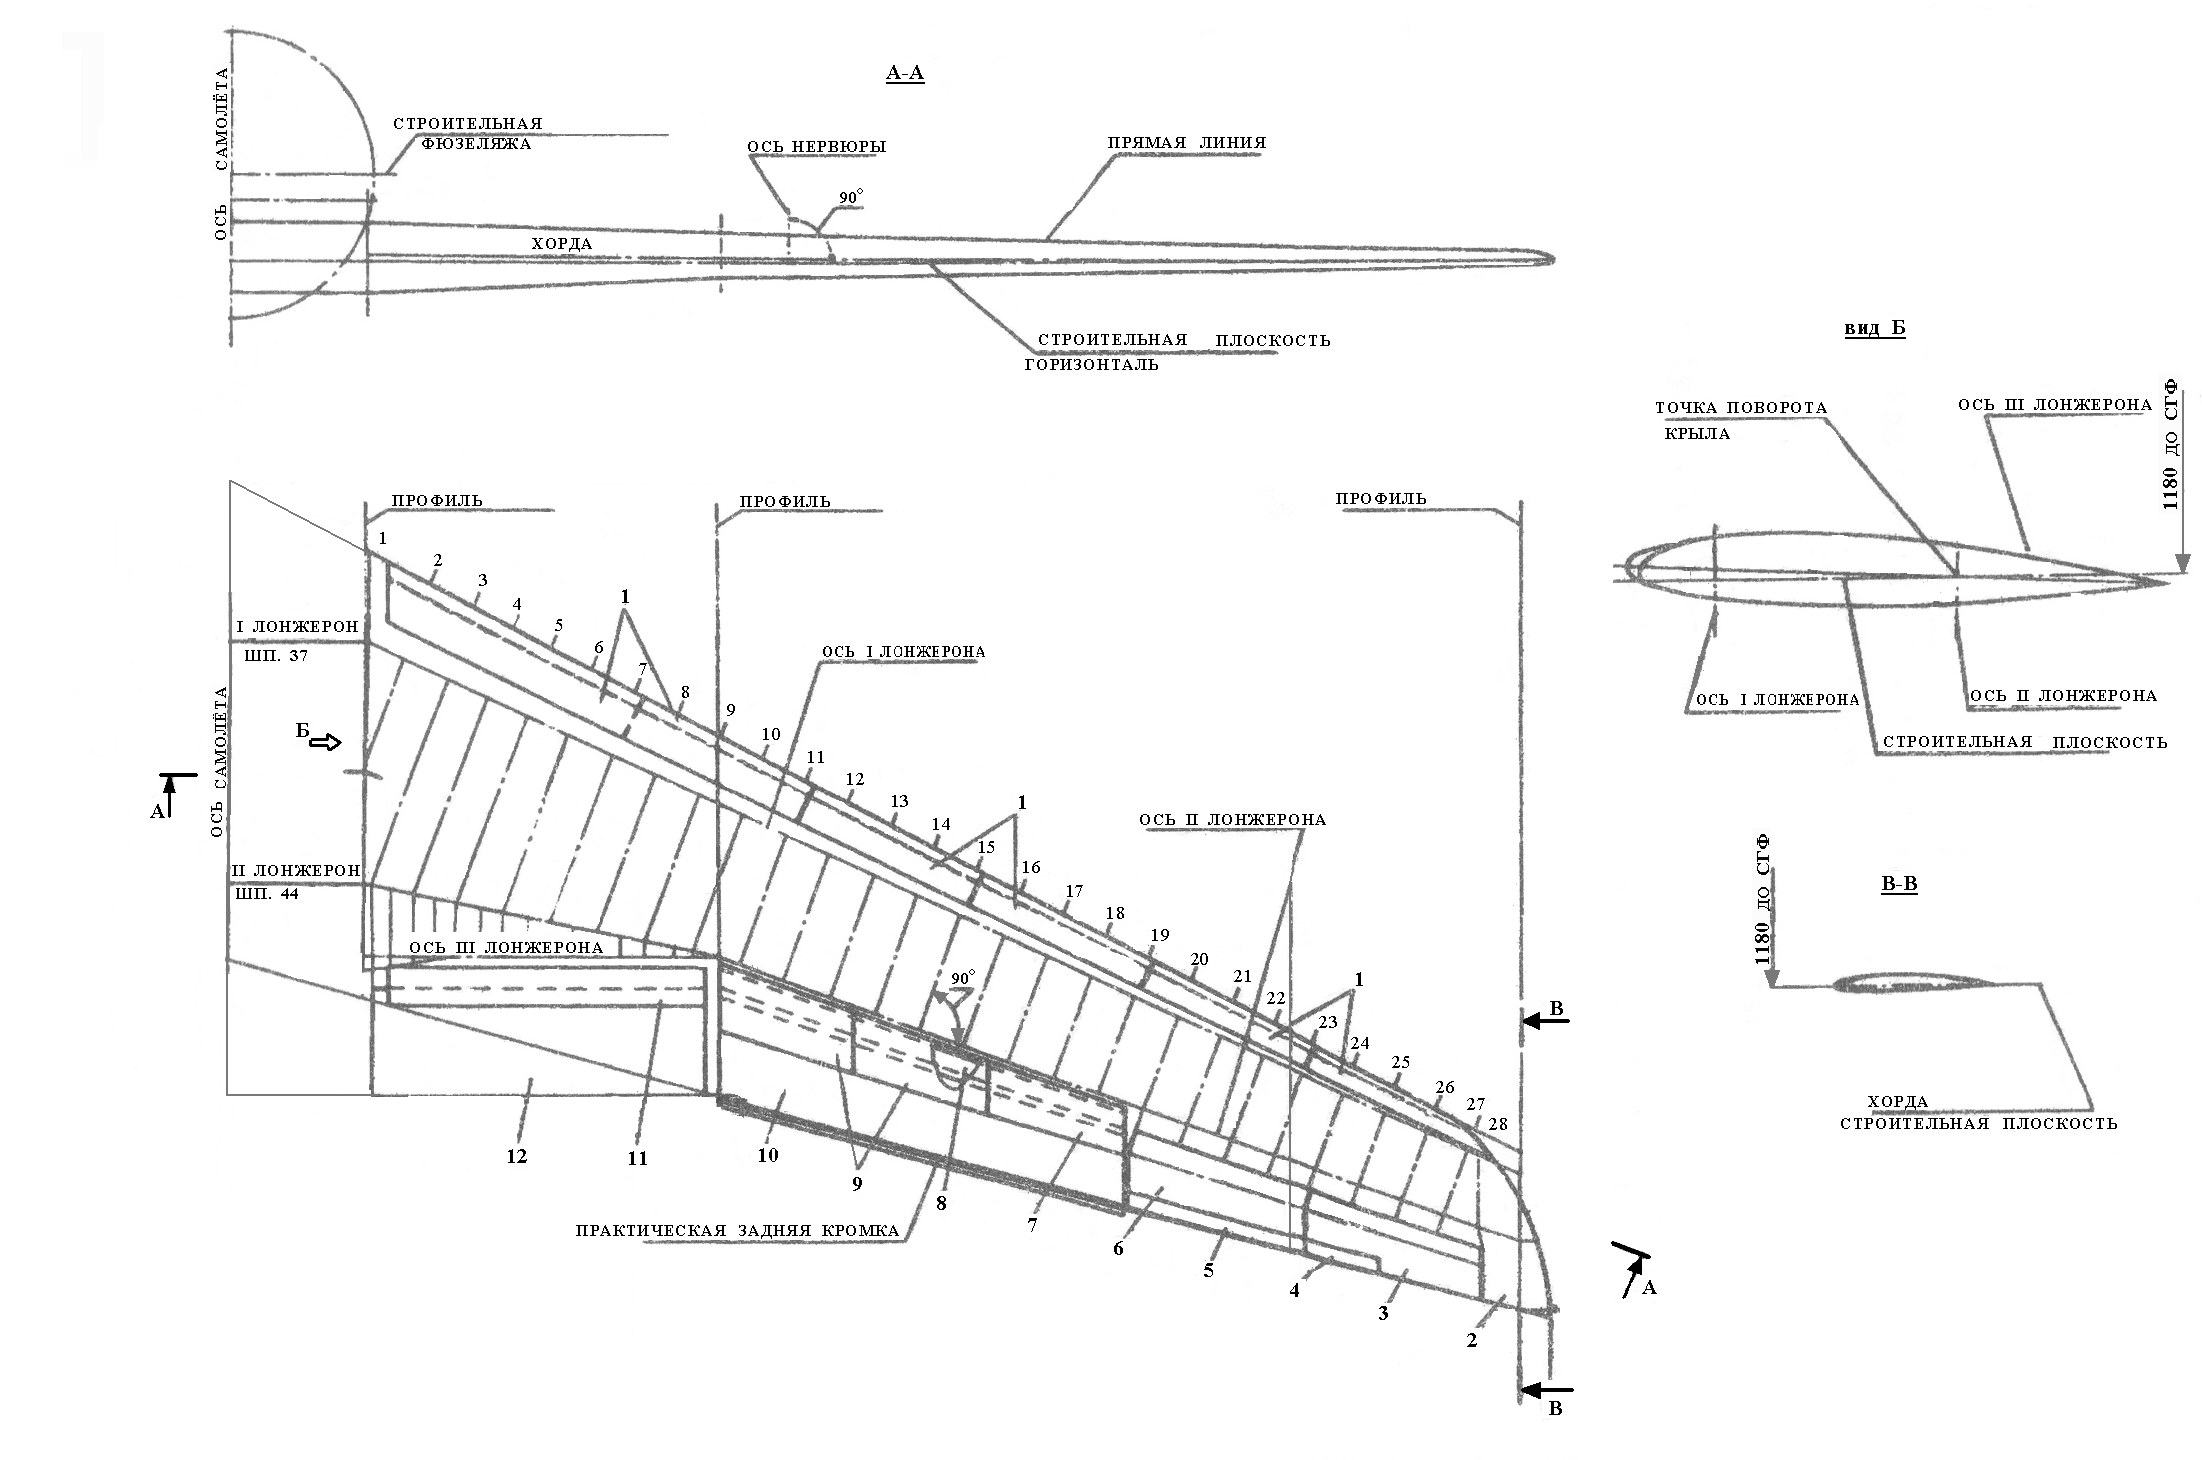 А-А
СТРОИТЕЛЬНАЯ
ФЮЗЕЛЯЖА
ОСЬ САМОЛЁТА
ОСЬ НЕРВЮРЫ
90°
ПРЯМАЯ ЛИНИЯ
ХОРДА
СТРОИТЕЛЬНАЯ ПЛОСКОСТЬ
ГОРИЗОНТАЛЬ
вид Б
ТОЧКА ПОВОРОТА
КРЫЛА
ОСЬ III ЛОНЖЕРОНА
1180 ДО СГФ
ОСЬ I ЛОНЖЕРОНА
ОСЬ II ЛОНЖЕРОНА
СТРОИТЕЛЬНАЯ ПЛОСКОСТЬ
ПРОФИЛЬ
ПРОФИЛЬ
ПРОФИЛЬ
1
2
3
4
5
6
7
8
9
10
11
12
13
14
15
16
17
18
19
20
21
22
23
24
25
26
27
28
1
1
1
I ЛОНЖЕРОН
ШП. 37
ОСЬ I ЛОНЖЕРОНА
ОСЬ САМОЛЁТА
Б
А
II ЛОНЖЕРОН
ШП. 44
ОСЬ II ЛОНЖЕРОНА
ОСЬ III ЛОНЖЕРОНА
90°
12
11
10
9
8
7
6
5
4
3
2
ПРАКТИЧЕСКАЯ ЗАДНЯЯ КРОМКА
В
А
В
В-В
1180 ДО СГФ
ХОРДА
СТРОИТЕЛЬНАЯ ПЛОСКОСТЬ